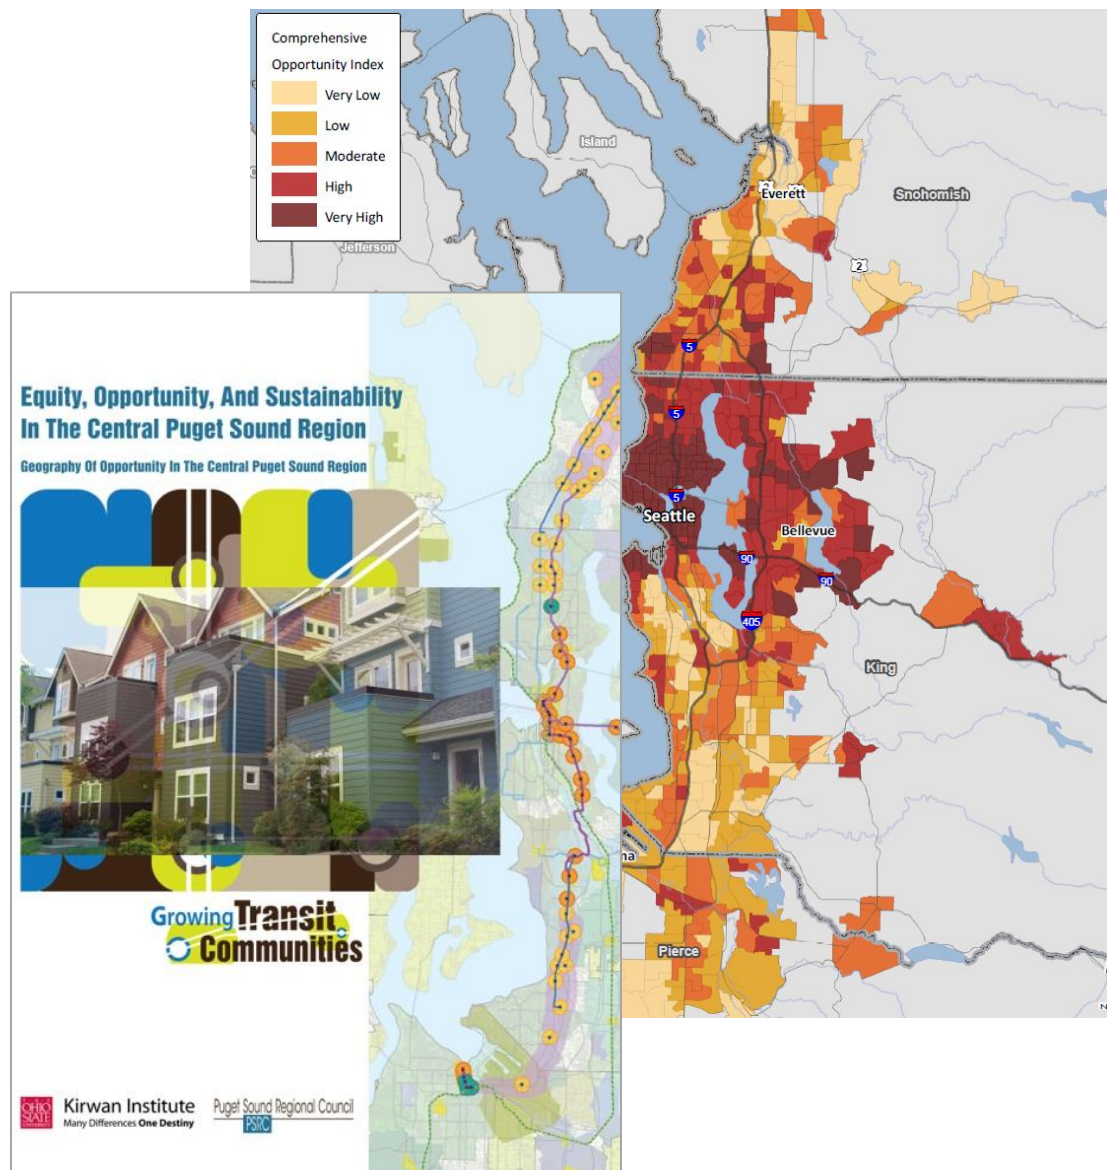 Comprehensive
Opportunity Index
Very Low
Low
Moderate
High
Very High
Island
Jefferson
Everett
Snohomish
2
5
5
5
Seattle
Bellevue
90
90
405
King
Pierce
Equity, Opportunity, And Sustainability
In The Central Puget Sound Region
Geography Of Opportunity In The Central Puget Sound Region
Growing Transit
Communities
OHIO
STATE
UNIVERSITY
Kirwan Institute
Many Differences One Destiny
Puget Sound Regional Council
PSRC